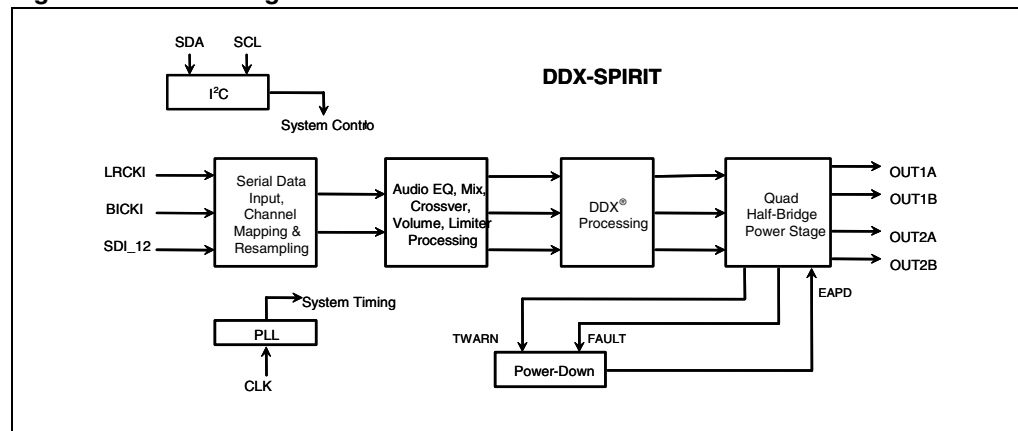 SDA SCL
DDX-SPIRIT
I²C
System Contro
LRCKI
BICKI
SDI_12
Serial Data
Input,
Channel
Mapping &
Resampling
Audio EQ, Mix,
Crossver,
Volume, Limiter
Processing
DDX®
Processing
Quad
Half-Bridge
Power Stage
OUT1A
OUT1B
OUT2A
OUT2B
EAPD
System Timing
PLL
CLK
TWARN
FAULT
Power-Down